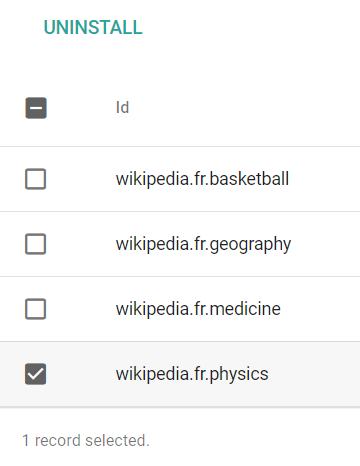 UNINSTALL
Id
wikipedia.fr.basketball
wikipedia.fr.geography
wikipedia.fr.medicine
wikipedia.fr.physics
1 record selected.